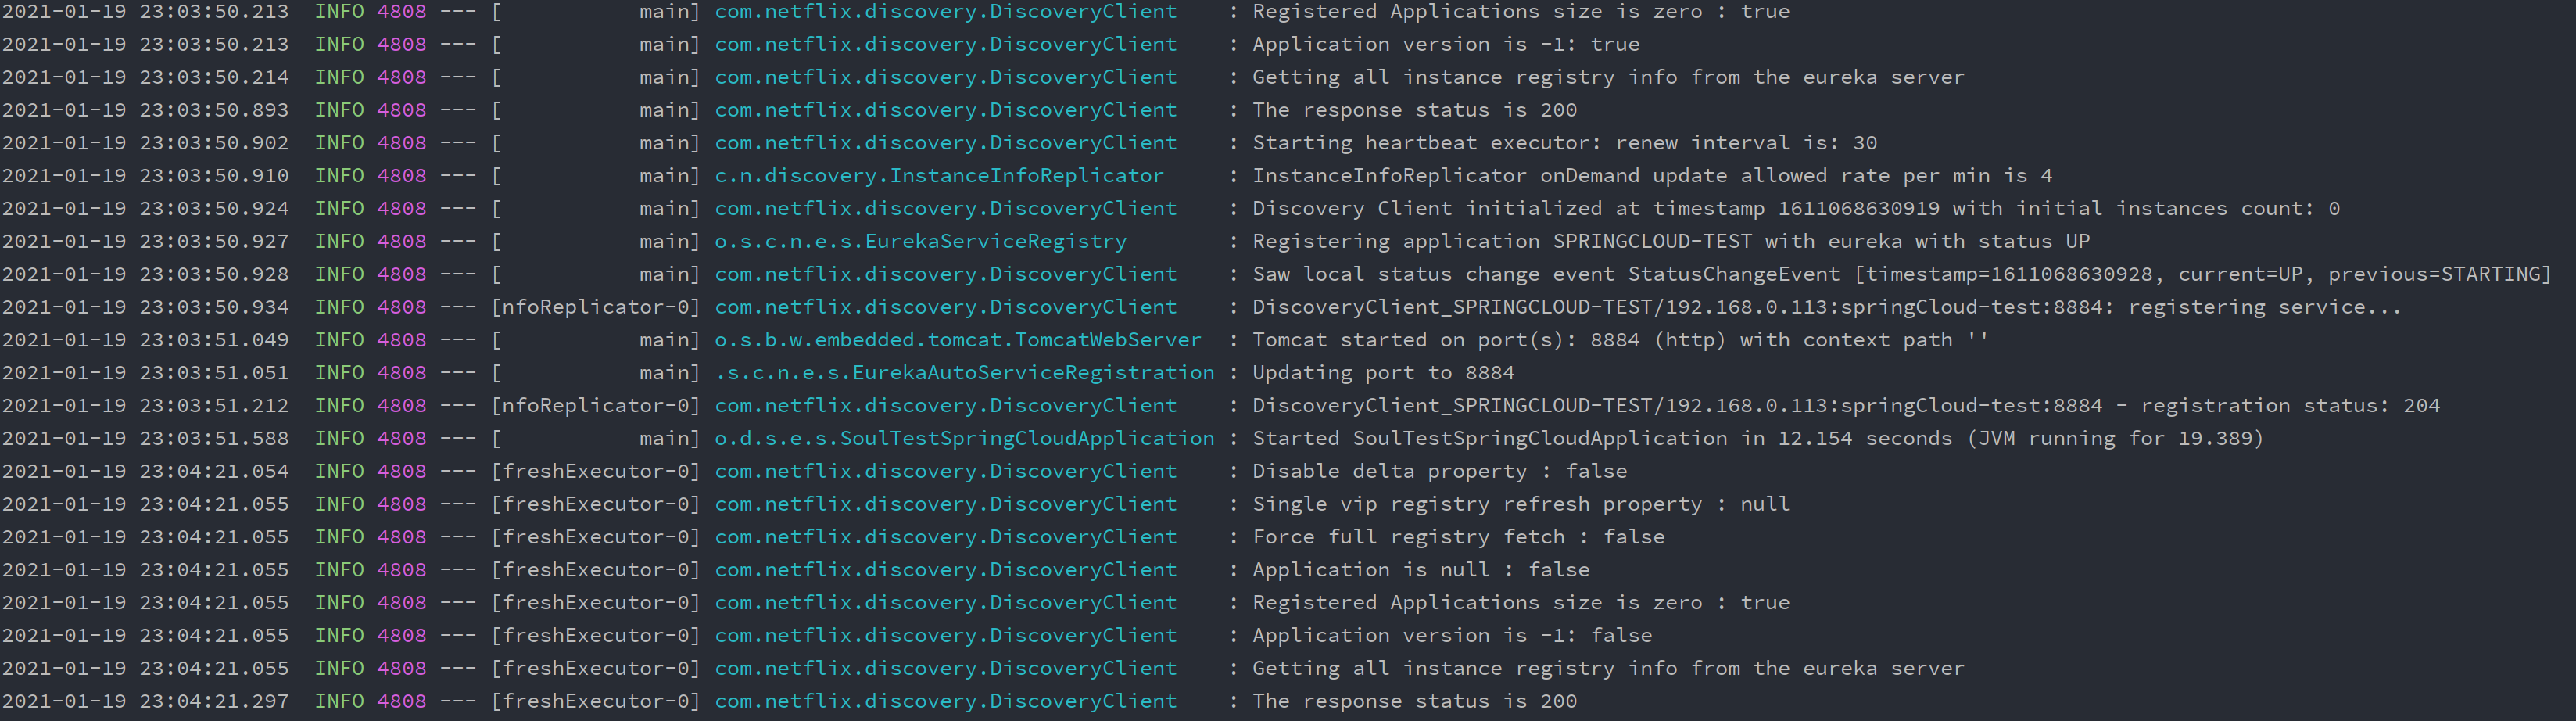 2021-01-19 23:03:50.213  INFO 4808 --- [           main] com.netflix.discovery.DiscoveryClient    : Registered Applications size is zero : true
2021-01-19 23:03:50.213  INFO 4808 --- [           main] com.netflix.discovery.DiscoveryClient    : Application version is -1: true
2021-01-19 23:03:50.214  INFO 4808 --- [           main] com.netflix.discovery.DiscoveryClient    : Getting all instance registry info from the eureka server
2021-01-19 23:03:50.893  INFO 4808 --- [           main] com.netflix.discovery.DiscoveryClient    : The response status is 200
2021-01-19 23:03:50.902  INFO 4808 --- [           main] com.netflix.discovery.DiscoveryClient    : Starting heartbeat executor: renew interval is: 30
2021-01-19 23:03:50.910  INFO 4808 --- [           main] c.n.discovery.InstanceInfoReplicator     : InstanceInfoReplicator onDemand update allowed rate per min is 4
2021-01-19 23:03:50.924  INFO 4808 --- [           main] com.netflix.discovery.DiscoveryClient    : Discovery Client initialized at timestamp 1611068630919 with initial instances count: 0
2021-01-19 23:03:50.927  INFO 4808 --- [           main] o.s.c.n.e.s.EurekaServiceRegistry        : Registering application SPRINGCLOUD-TEST with eureka with status UP
2021-01-19 23:03:50.928  INFO 4808 --- [           main] com.netflix.discovery.DiscoveryClient    : Saw local status change event StatusChangeEvent [timestamp=1611068630928, current=UP, previous=STARTING]
2021-01-19 23:03:50.934  INFO 4808 --- [nfoReplicator-0] com.netflix.discovery.DiscoveryClient    : DiscoveryClient_SPRINGCLOUD-TEST/192.168.0.113:springCloud-test:8884: registering service...
2021-01-19 23:03:51.049  INFO 4808 --- [           main] o.s.b.w.embedded.tomcat.TomcatWebServer  : Tomcat started on port(s): 8884 (http) with context path ''
2021-01-19 23:03:51.051  INFO 4808 --- [           main] .s.c.n.e.s.EurekaAutoServiceRegistration : Updating port to 8884
2021-01-19 23:03:51.212  INFO 4808 --- [nfoReplicator-0] com.netflix.discovery.DiscoveryClient    : DiscoveryClient_SPRINGCLOUD-TEST/192.168.0.113:springCloud-test:8884 - registration status: 204
2021-01-19 23:03:51.588  INFO 4808 --- [           main] o.d.s.e.s.SoulTestSpringCloudApplication : Started SoulTestSpringCloudApplication in 12.154 seconds (JVM running for 19.389)
2021-01-19 23:04:21.054  INFO 4808 --- [freshExecutor-0] com.netflix.discovery.DiscoveryClient    : Disable delta property : false
2021-01-19 23:04:21.055  INFO 4808 --- [freshExecutor-0] com.netflix.discovery.DiscoveryClient    : Single vip registry refresh property : null
2021-01-19 23:04:21.055  INFO 4808 --- [freshExecutor-0] com.netflix.discovery.DiscoveryClient    : Force full registry fetch : false
2021-01-19 23:04:21.055  INFO 4808 --- [freshExecutor-0] com.netflix.discovery.DiscoveryClient    : Application is null : false
2021-01-19 23:04:21.055  INFO 4808 --- [freshExecutor-0] com.netflix.discovery.DiscoveryClient    : Registered Applications size is zero : true
2021-01-19 23:04:21.055  INFO 4808 --- [freshExecutor-0] com.netflix.discovery.DiscoveryClient    : Application version is -1: false
2021-01-19 23:04:21.055  INFO 4808 --- [freshExecutor-0] com.netflix.discovery.DiscoveryClient    : Getting all instance registry info from the eureka server
2021-01-19 23:04:21.297  INFO 4808 --- [freshExecutor-0] com.netflix.discovery.DiscoveryClient    : The response status is 200